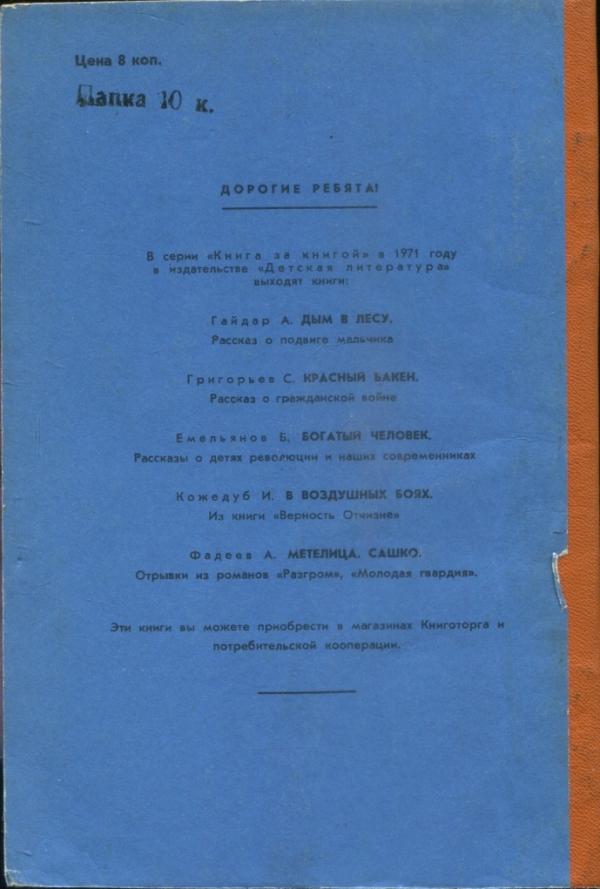 Цена 8 коп.
Папка 10 к.
ДОРОГИЕ РЕБЯТА!
В серии «Книга за книгой» в 1971 году
в издательстве «Детская литература»
выходят книги:
Гайдар А. ДЫМ В ЛЕСУ.
Рассказ о подвиге мальчика
Григорьев С. КРАСНЫЙ БАКЕН.
Рассказ о гражданской войне
Емельянов Б. БОГАТЫЙ ЧЕЛОВЕК.
Рассказы о детях революции и наших современниках
Кожедуб И. В ВОЗДУШНЫХ БОЯХ.
Из книги «Верность Отчизне»
Фадеев А. МЕТЕЛИЦА. САШКО.
Отрывки из романов «Разгром», «Молодая гвардия».
Эти книги вы можете приобрести в магазинах Книготорга и
потребительской кооперации.